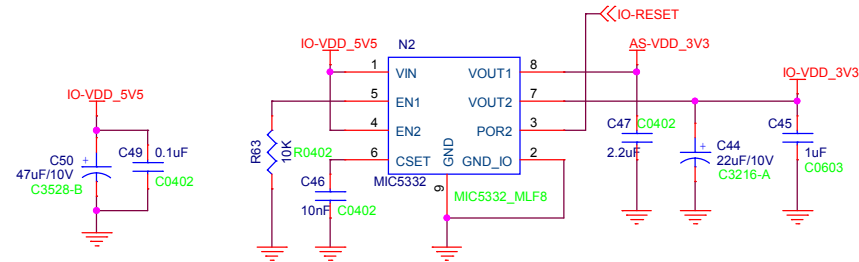 IO-RESET
IO-VDD_5V5
N2
AS-VDD_3V3
1
VIN
VOUT1
8
IO-VDD_3V3
IO-VDD_5V5
5
EN1
VOUT2
7
4
EN2
POR2
3
C47
C0402
C44
C45
C50
47uF/10V
C3528-B
C49
0.1uF
C0402
R63
10K
R0402
6
CSET
GND
GND_IO
2
2.2uF
22uF/10V
C3216-A
1uF
C0603
C46
10nF
C0402
MIC5332
9
MIC5332_MLF8
+
+